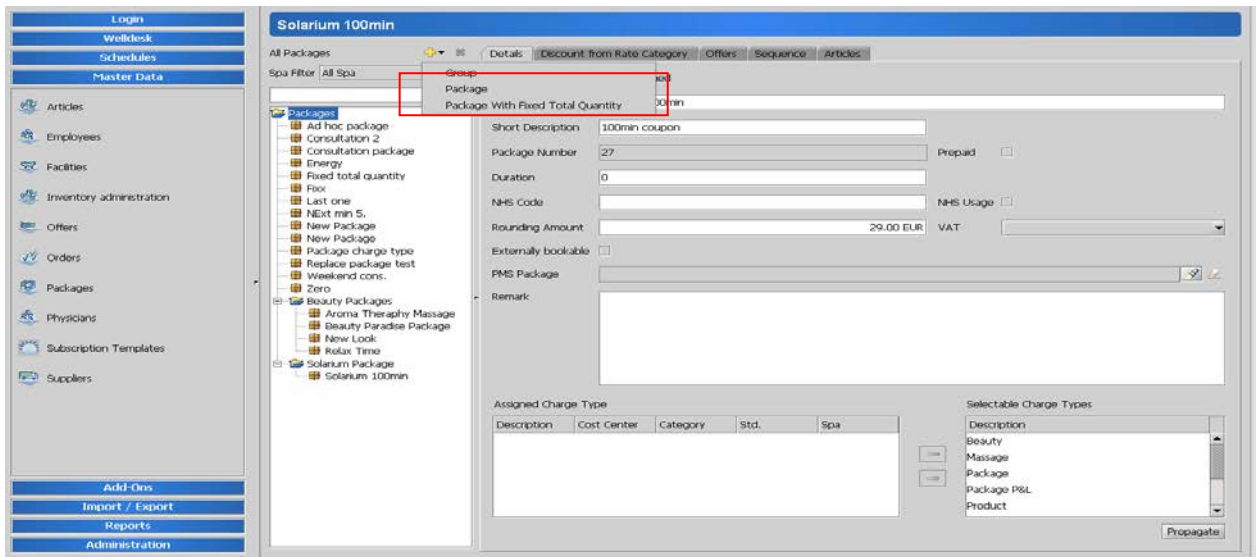 Login
Welldesk
Schedules
Master Data
Articles
Employees
Facilities
Inventory administration
Offers
Orders
Packages
Physicians
Subscription Templates
Suppliers
Add-Ons
Import / Export
Reports
Administration
Solarium 100min
All Packages
Spa Filter All Spa
Group
Package
Package With Fixed Total Quantity
Packages
Ad hoc package
Consultation 2
Consultation package
Energy
Fixed total quantity
Fixx
Last one
NExt min 5.
New Package
New Package
Package charge type
Replace package test
Weekend cons.
Zero
Beauty Packages
Aroma Theraphy Massage
Beauty Paradise Package
New Look
Relax Time
Solarium Package
Solarium 100min
Details Discount from Rate Category Offers Sequence Articles
Short Description 100min coupon
Package Number 27 Prepaid
Duration 0
NHS Code NHS Usage
Rounding Amount 29.00 EUR VAT
Externally bookable
PMS Package
Remark
Assigned Charge Type
Description Cost Center Category Std. Spa
Selectable Charge Types
Description
Beauty
Massage
Package
Package P&L
Product
Propagate